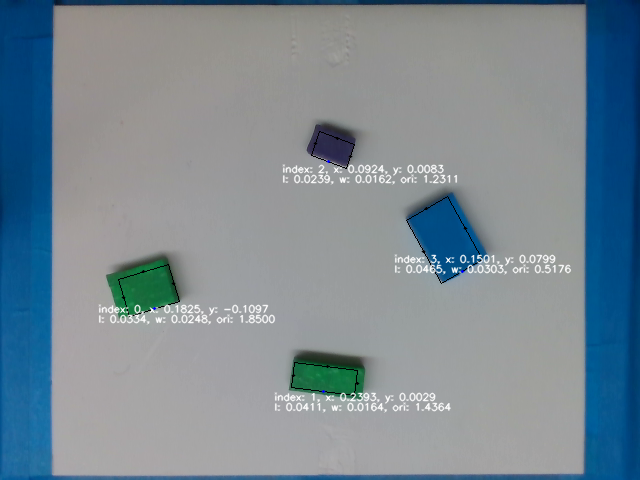 index: 2, x: 0.0924, y: 0.0083
l: 0.0239, w: 0.0162, ori: 1.2311
index: 3, x: 0.1501, y: 0.0799
l: 0.0465, w: 0.0303, ori: 0.5176
index: 0, x: 0.1825, y: -0.1097
l: 0.0334, w: 0.0248, ori: 1.8500
index: 1, x: 0.2393, y: 0.0029
l: 0.0411, w: 0.0164, ori: 1.4364